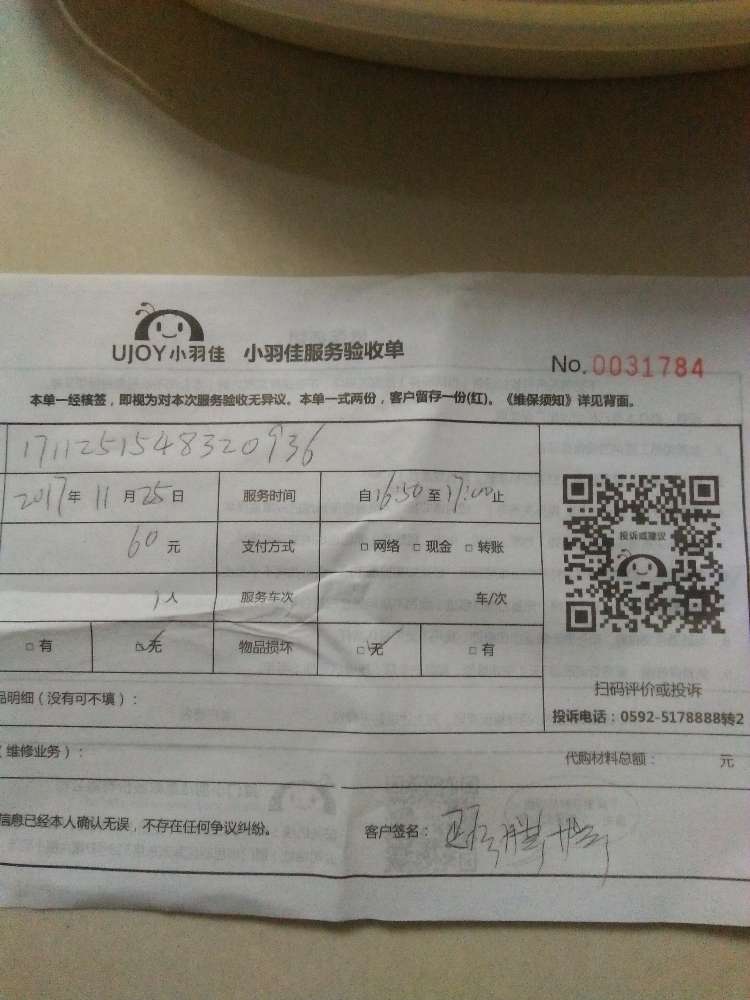 UJOY小羽佳 小羽佳服务验收单
No.0031784
本单一经核签，即视为对本次服务验收无异议。本单一式两份，客户留存一份(红)。《维保须知》详见背面。
1711251548320936
2017年11月25日 服务时间 自16:50至17:00止
60元 支付方式 □网络 □现金 □转账
1人 服务车次 车/次
□有 □无 物品损坏 □无 □有
投诉或建议
扫码评价或投诉
投诉电话：0592-5178888转2
品明细（没有可不填）：
（维修业务）： 代购材料总额： 元
信息已经本人确认无误，不存在任何争议纠纷。 客户签名：